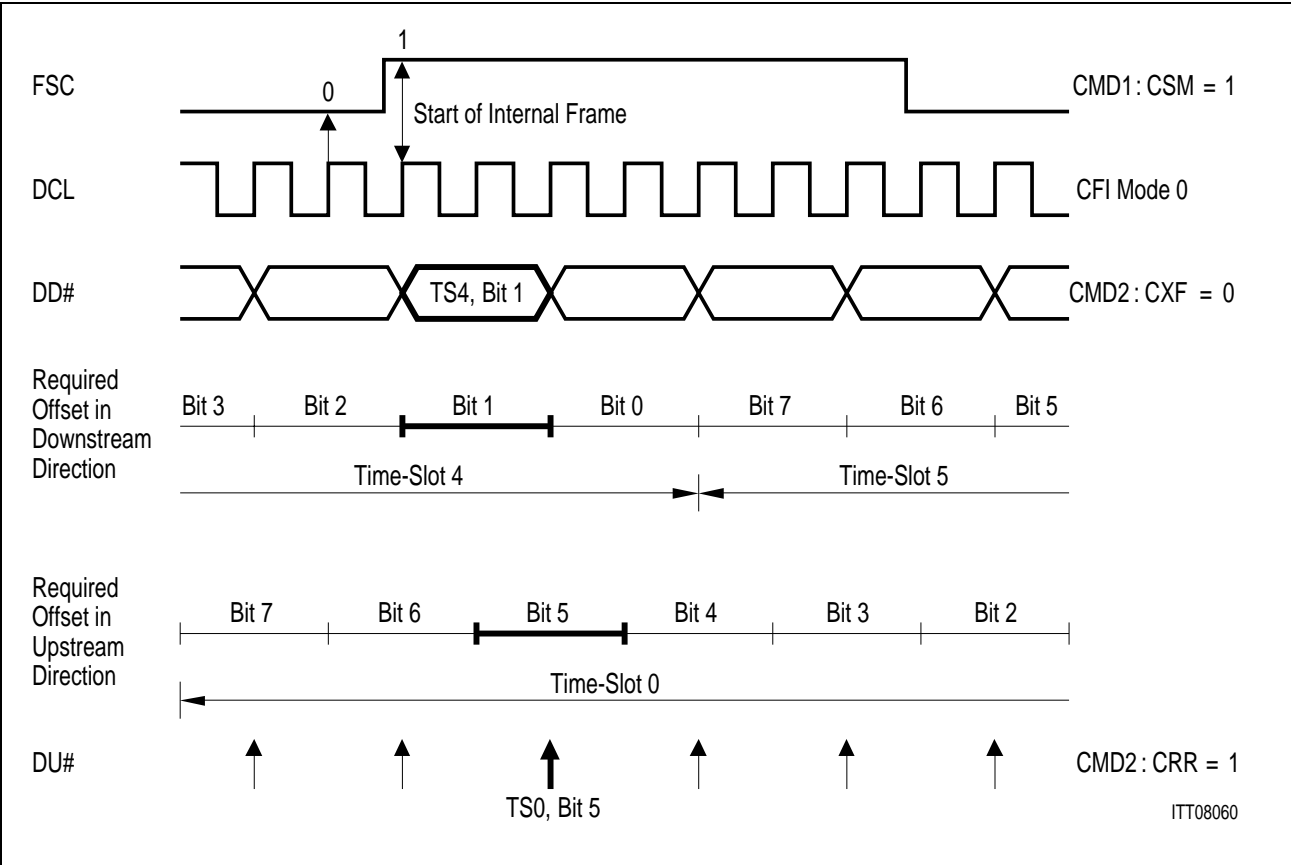 1
FSC
0
CMD1 : CSM = 1
Start of Internal Frame
DCL
CFI Mode 0
DD#
TS4, Bit 1
CMD2 : CXF = 0
Required
Offset in
Downstream
Direction
Bit 3 Bit 2 Bit 1 Bit 0 Bit 7 Bit 6 Bit 5
Time-Slot 4 Time-Slot 5
Required
Offset in
Upstream
Direction
Bit 7 Bit 6 Bit 5 Bit 4 Bit 3 Bit 2
Time-Slot 0
DU#
CMD2 : CRR = 1
TS0, Bit 5
ITT08060